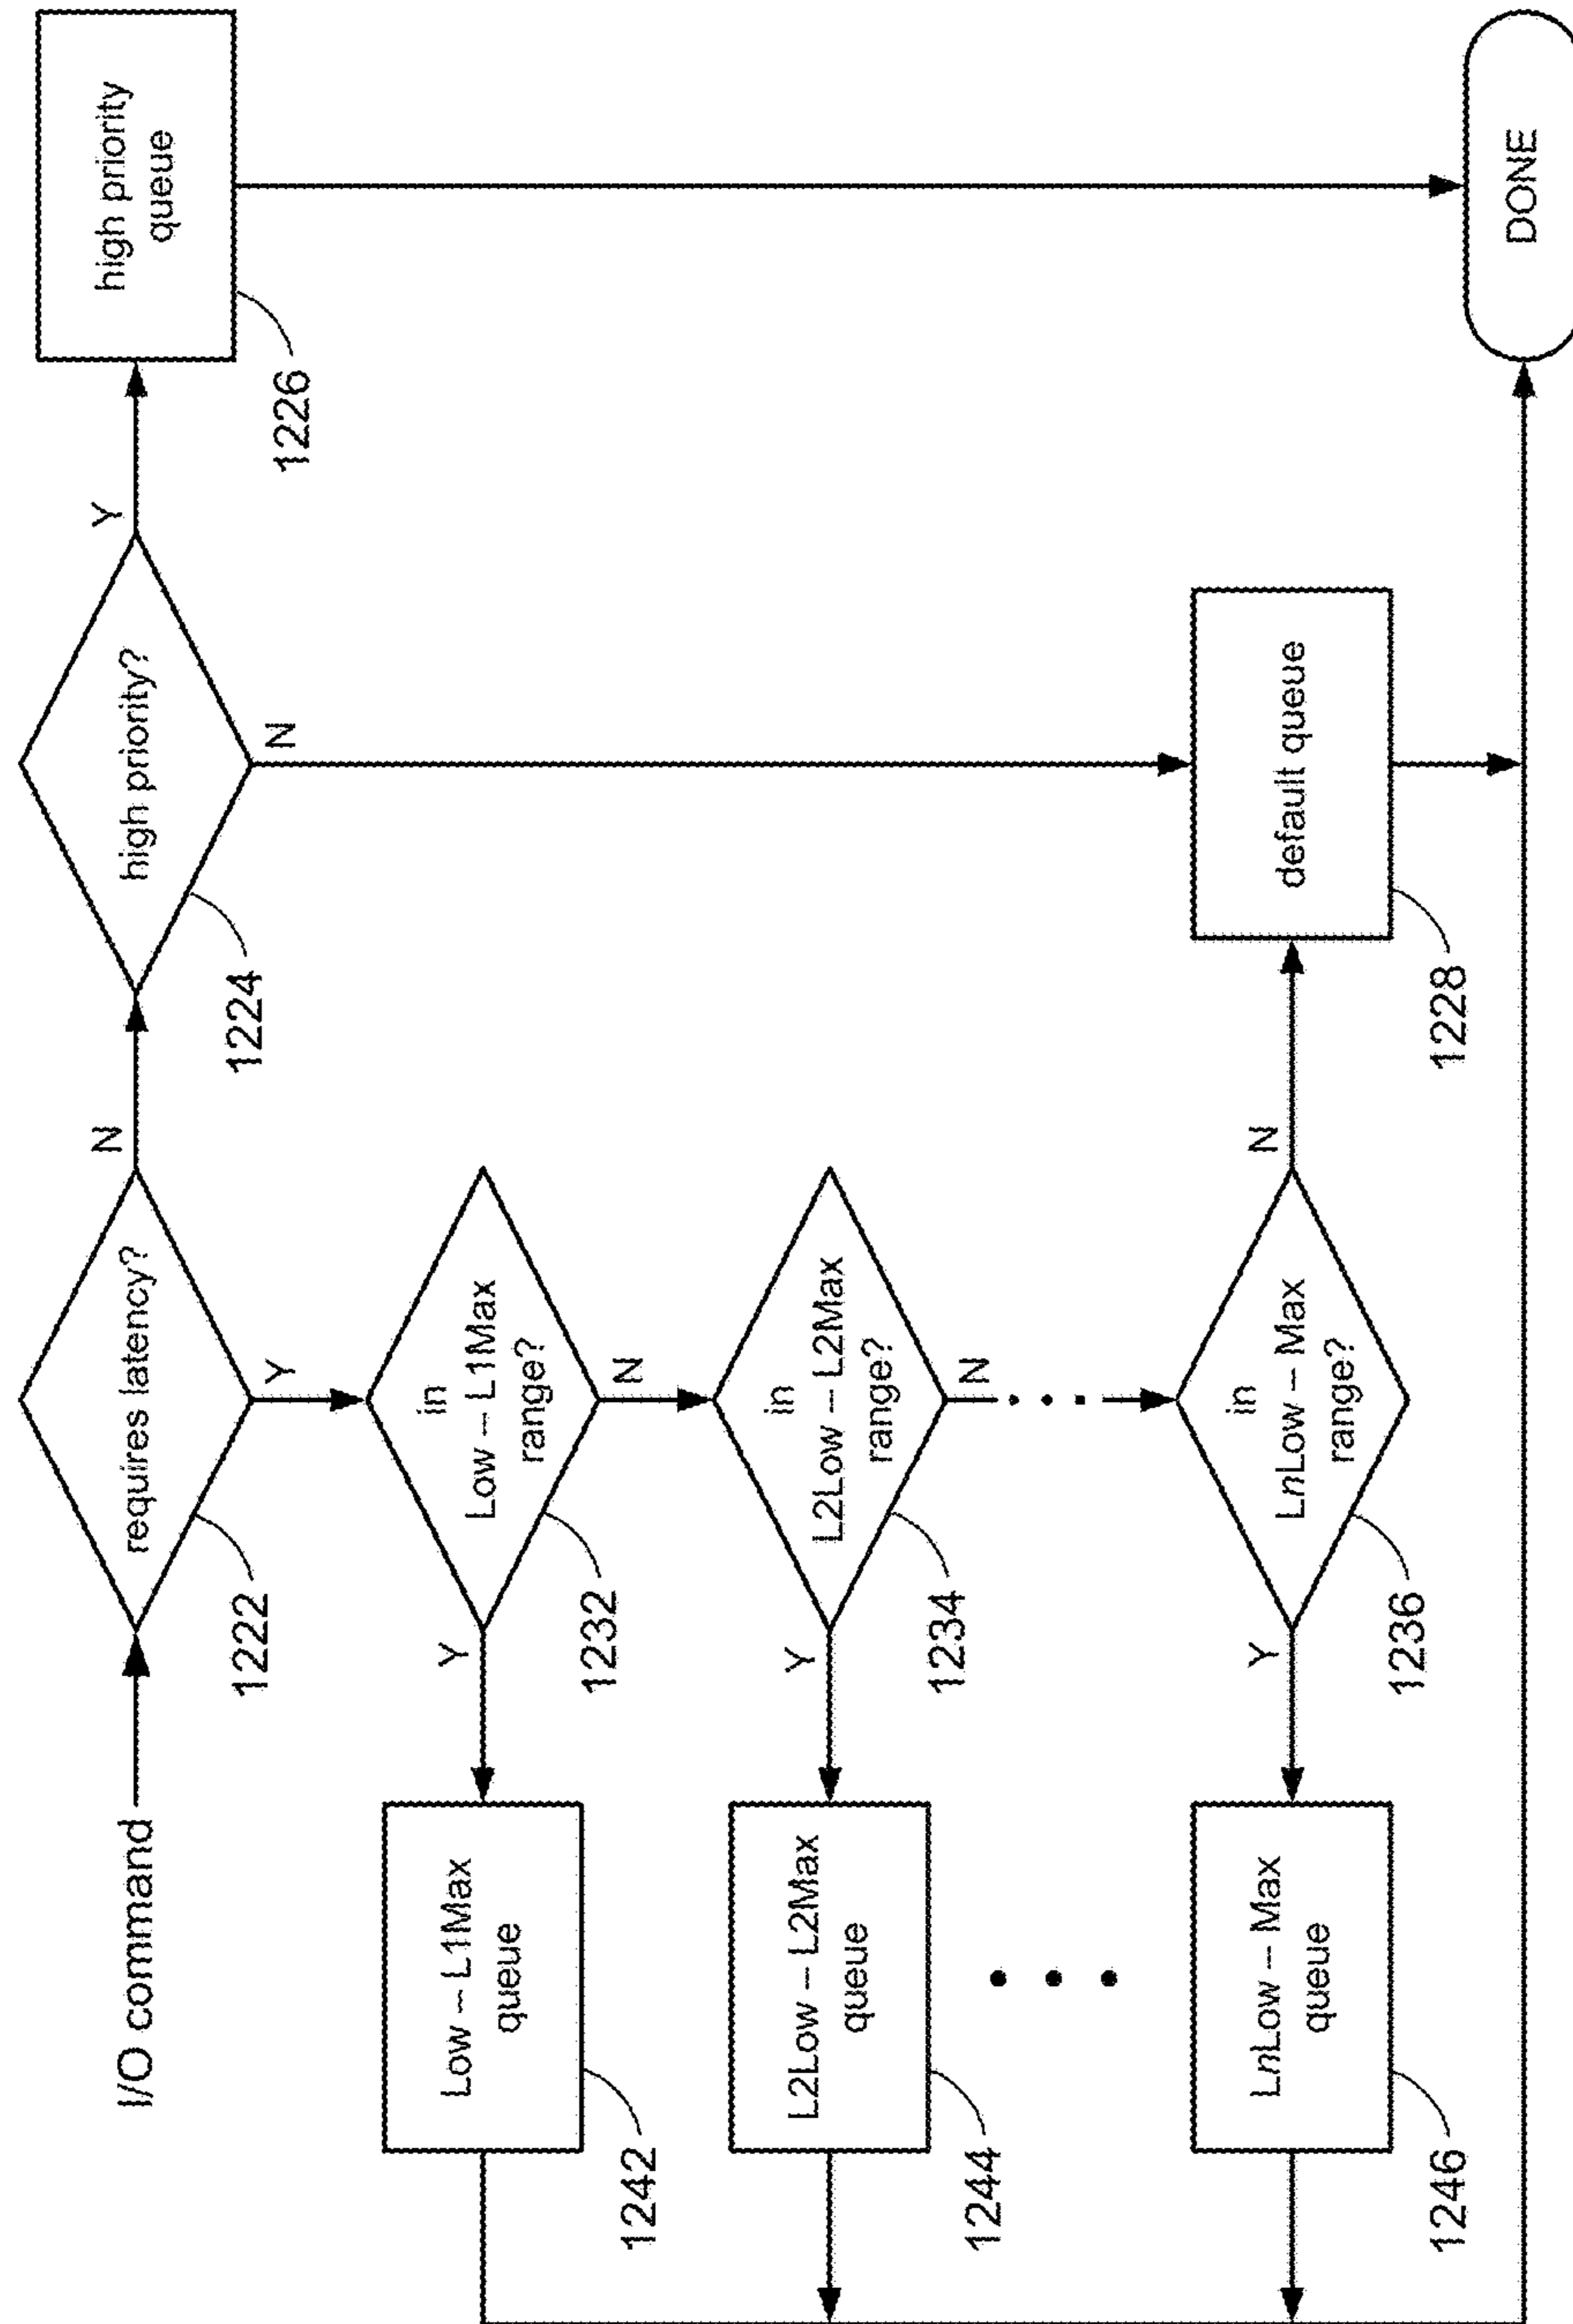 I/O command
requires latency?
1222
N
Y
high priority?
1224
Y
N
high priority
queue
1226
in
Low – L1Max
range?
1232
Y
N
Low – L1Max
queue
1242
in
L2Low – L2Max
range?
1234
Y
N
L2Low – L2Max
queue
1244
in
LnLow – Max
range?
1236
Y
N
LnLow – Max
queue
1246
default queue
1228
DONE